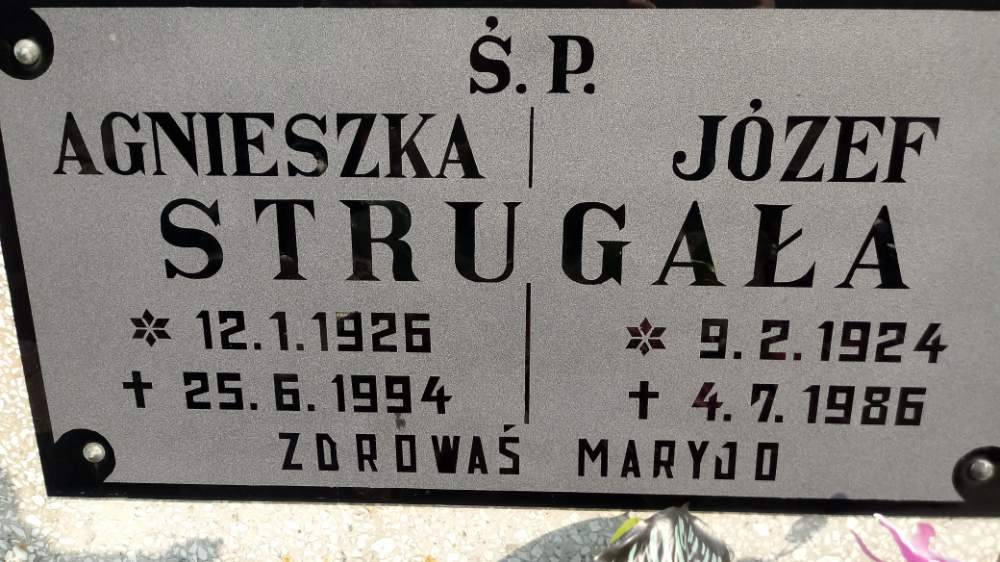 Ś. P.
AGNIESZKA JÓZEF
STRUGAŁA
* 12.1.1926 * 9.2.1924
† 25.6.1994 † 4.7.1986
ZDROWAŚ MARYJO